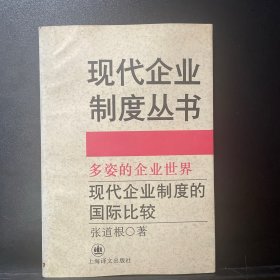 现代企业
制度丛书
多姿的企业世界
现代企业制度的
国际比较
张道根○著
上海译文出版社